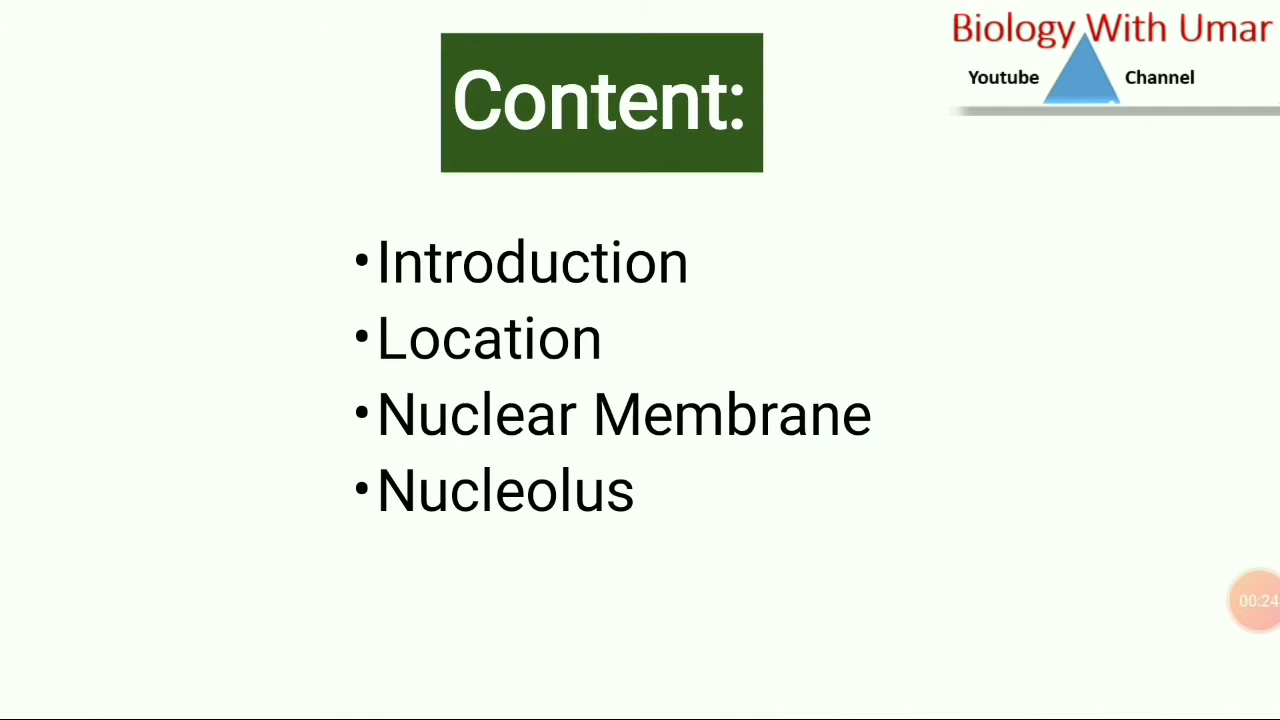 Biology With Umar
Youtube Channel
Content:
•Introduction
•Location
•Nuclear Membrane
•Nucleolus
00:24